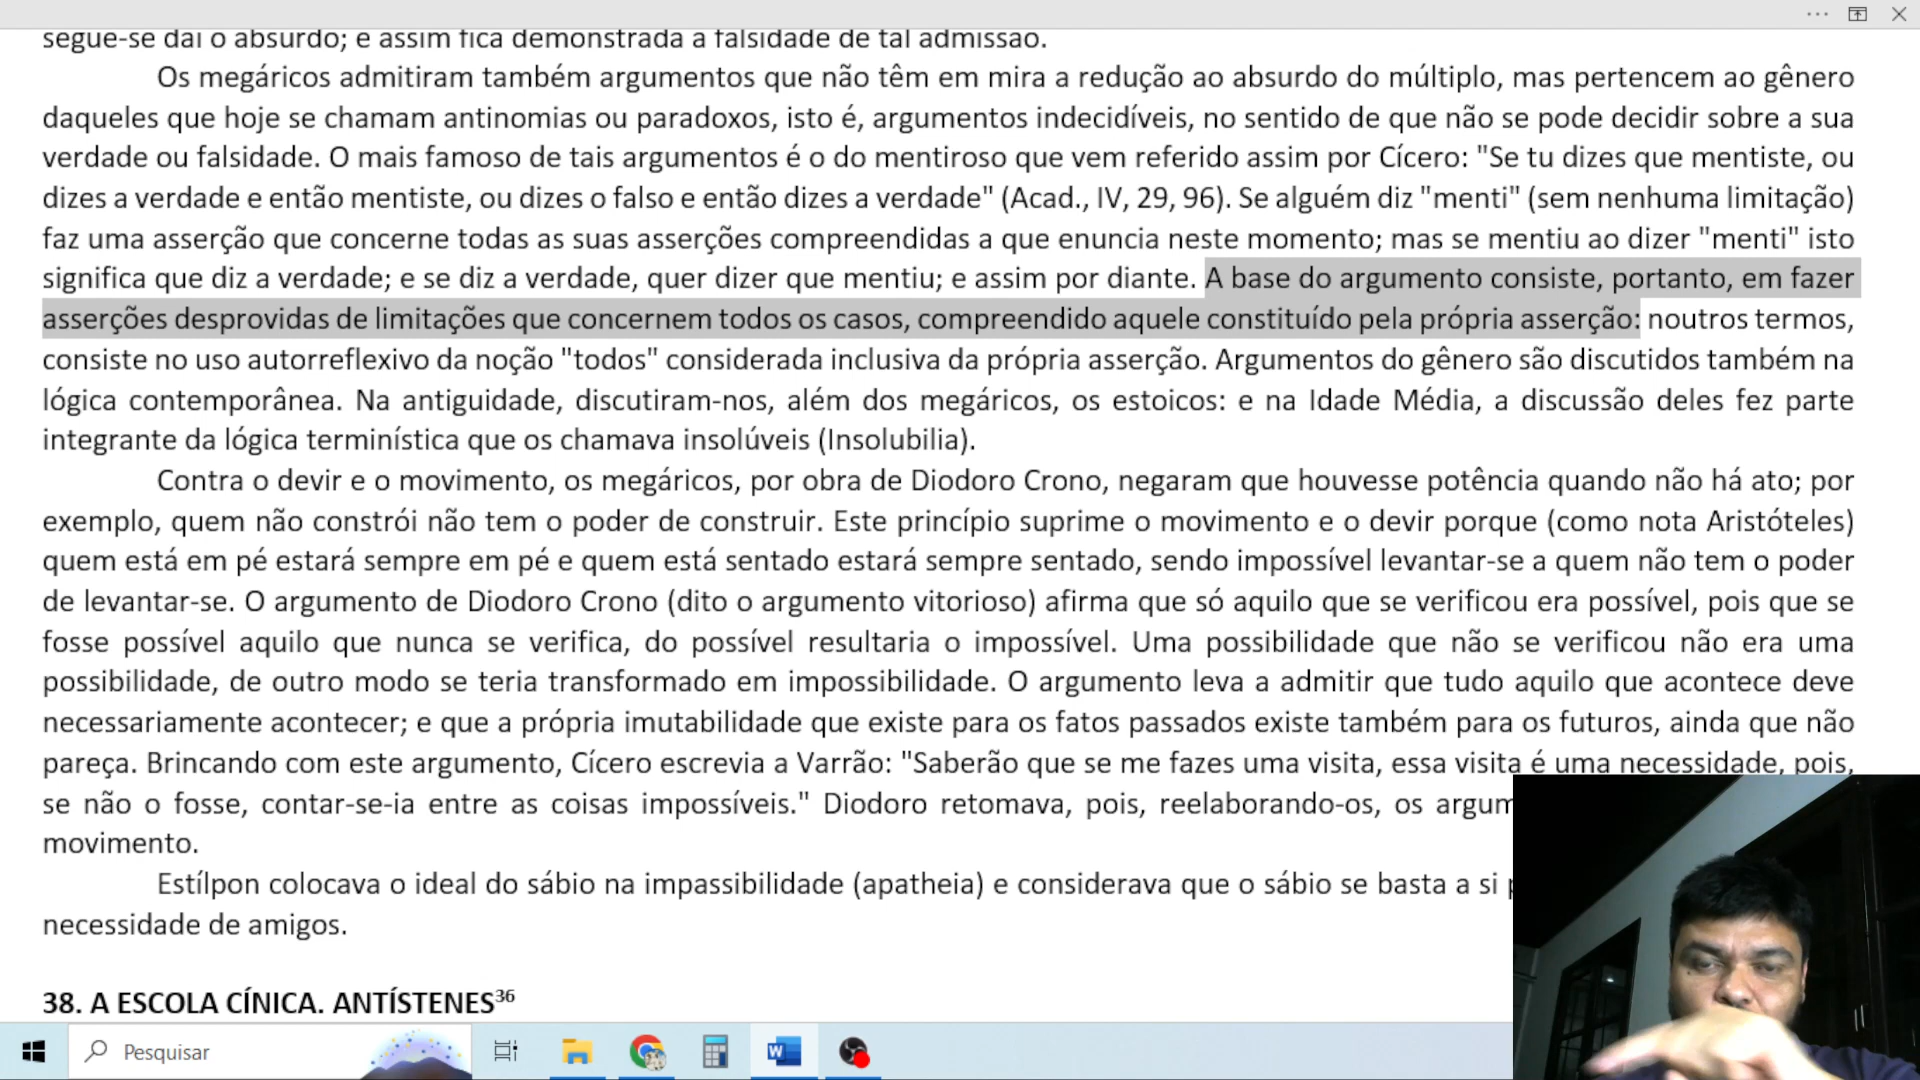 segue-se daí o absurdo; e assim fica demonstrada a falsidade de tal admissão.
Os megáricos admitiram também argumentos que não têm em mira a redução ao absurdo do múltiplo, mas pertencem ao gênero
daqueles que hoje se chamam antinomias ou paradoxos, isto é, argumentos indecidíveis, no sentido de que não se pode decidir sobre a sua
verdade ou falsidade. O mais famoso de tais argumentos é o do mentiroso que vem referido assim por Cícero: "Se tu dizes que mentiste, ou
dizes a verdade e então mentiste, ou dizes o falso e então dizes a verdade" (Acad., IV, 29, 96). Se alguém diz "menti" (sem nenhuma limitação)
faz uma asserção que concerne todas as suas asserções compreendidas a que enuncia neste momento; mas se mentiu ao dizer "menti" isto
significa que diz a verdade; e se diz a verdade, quer dizer que mentiu; e assim por diante. A base do argumento consiste, portanto, em fazer
asserções desprovidas de limitações que concernem todos os casos, compreendido aquele constituído pela própria asserção: noutros termos,
consiste no uso autorreflexivo da noção "todos" considerada inclusiva da própria asserção. Argumentos do gênero são discutidos também na
lógica contemporânea. Na antiguidade, discutiram-nos, além dos megáricos, os estoicos: e na Idade Média, a discussão deles fez parte
integrante da lógica terminística que os chamava insolúveis (Insolubilia).
Contra o devir e o movimento, os megáricos, por obra de Diodoro Crono, negaram que houvesse potência quando não há ato; por
exemplo, quem não constrói não tem o poder de construir. Este princípio suprime o movimento e o devir porque (como nota Aristóteles)
quem está em pé estará sempre em pé e quem está sentado estará sempre sentado, sendo impossível levantar-se a quem não tem o poder
de levantar-se. O argumento de Diodoro Crono (dito o argumento vitorioso) afirma que só aquilo que se verificou era possível, pois que se
fosse possível aquilo que nunca se verifica, do possível resultaria o impossível. Uma possibilidade que não se verificou não era uma
possibilidade, de outro modo se teria transformado em impossibilidade. O argumento leva a admitir que tudo aquilo que acontece deve
necessariamente acontecer; e que a própria imutabilidade que existe para os fatos passados existe também para os futuros, ainda que não
pareça. Brincando com este argumento, Cícero escrevia a Varrão: "Saberão que se me fazes uma visita, essa visita é uma necessidade, pois,
se não o fosse, contar-se-ia entre as coisas impossíveis." Diodoro retomava, pois, reelaborando-os, os argum
movimento.
Estílpon colocava o ideal do sábio na impassibilidade (apatheia) e considerava que o sábio se basta a si
necessidade de amigos.
38. A ESCOLA CÍNICA. ANTÍSTENES36
Pesquisar